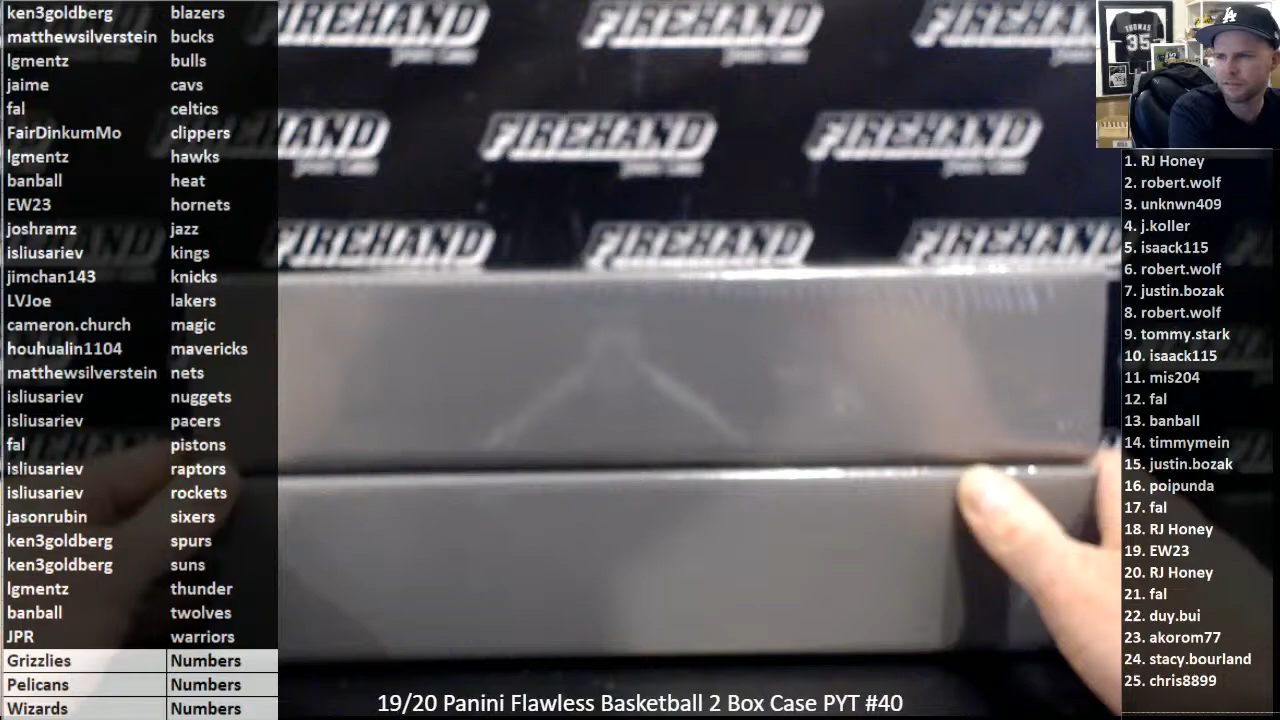 ken3goldberg blazers
matthewsilverstein bucks
lgmentz bulls
jaime cavs
fal celtics
FairDinkumMo clippers
lgmentz hawks
banball heat
EW23 hornets
joshramz jazz
isliusariev kings
jimchan143 knicks
LVJoe lakers
cameron.church magic
houhualin1104 mavericks
matthewsilverstein nets
isliusariev nuggets
isliusariev pacers
fal pistons
isliusariev raptors
isliusariev rockets
jasonrubin sixers
ken3goldberg spurs
ken3goldberg suns
lgmentz thunder
banball twolves
JPR warriors
Grizzlies Numbers
Pelicans Numbers
Wizards Numbers
FIREHAND FIREHAND FIREHAND
FIREHAND FIREHAND FIREHAND
FIREHAND FIREHAND FIREHAND
19/20 Panini Flawless Basketball 2 Box Case PYT #40
THOMAS
35
LA
1. RJ Honey
2. robert.wolf
3. unknwn409
4. j.koller
5. isaack115
6. robert.wolf
7. justin.bozak
8. robert.wolf
9. tommy.stark
10. isaack115
11. mis204
12. fal
13. banball
14. timmymein
15. justin.bozak
16. poipunda
17. fal
18. RJ Honey
19. EW23
20. RJ Honey
21. fal
22. duy.bui
23. akorom77
24. stacy.bourland
25. chris8899